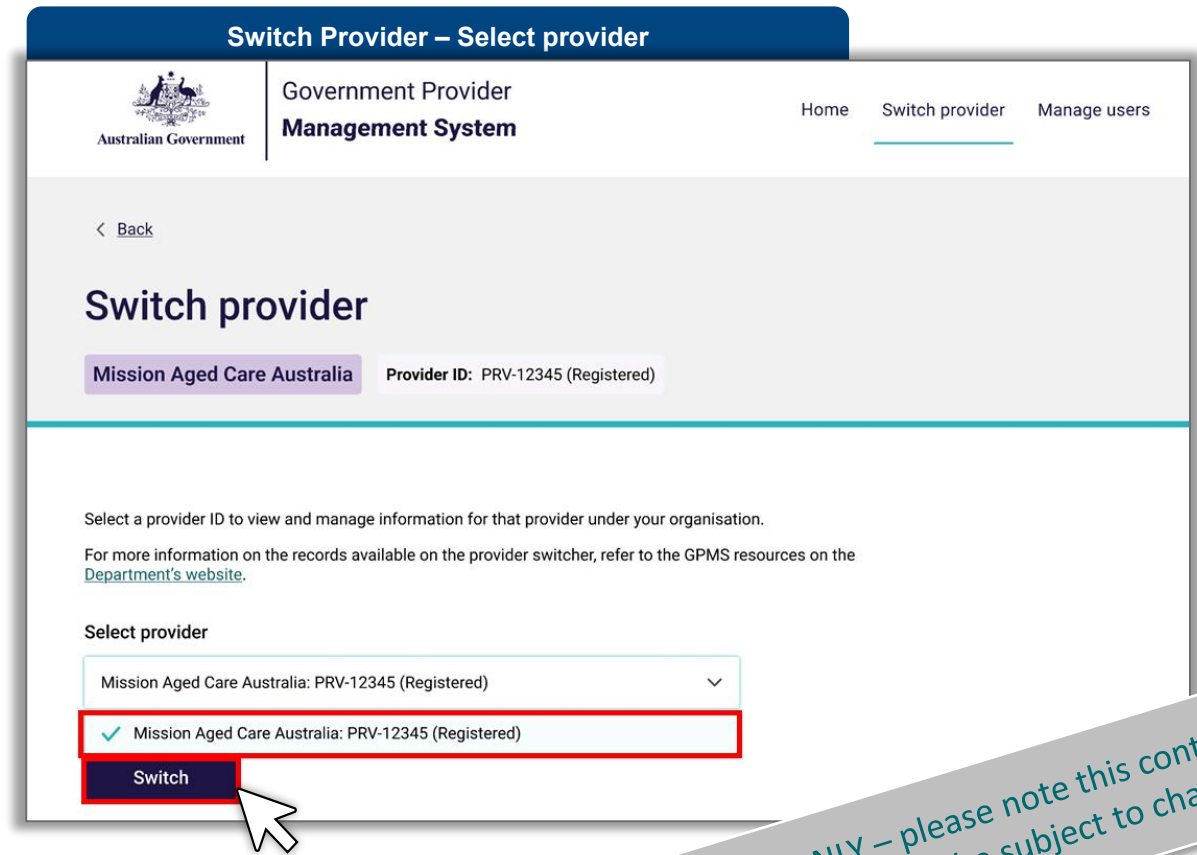 Switch Provider – Select provider
Australian Government
Government Provider
Management System
Home Switch provider Manage users
< Back
Switch provider
Mission Aged Care Australia Provider ID: PRV-12345 (Registered)
Select a provider ID to view and manage information for that provider under your organisation.
For more information on the records available on the provider switcher, refer to the GPMS resources on the
Department's website.
Select provider
Mission Aged Care Australia: PRV-12345 (Registered)
Mission Aged Care Australia: PRV-12345 (Registered)
Switch
– please note this
subject to